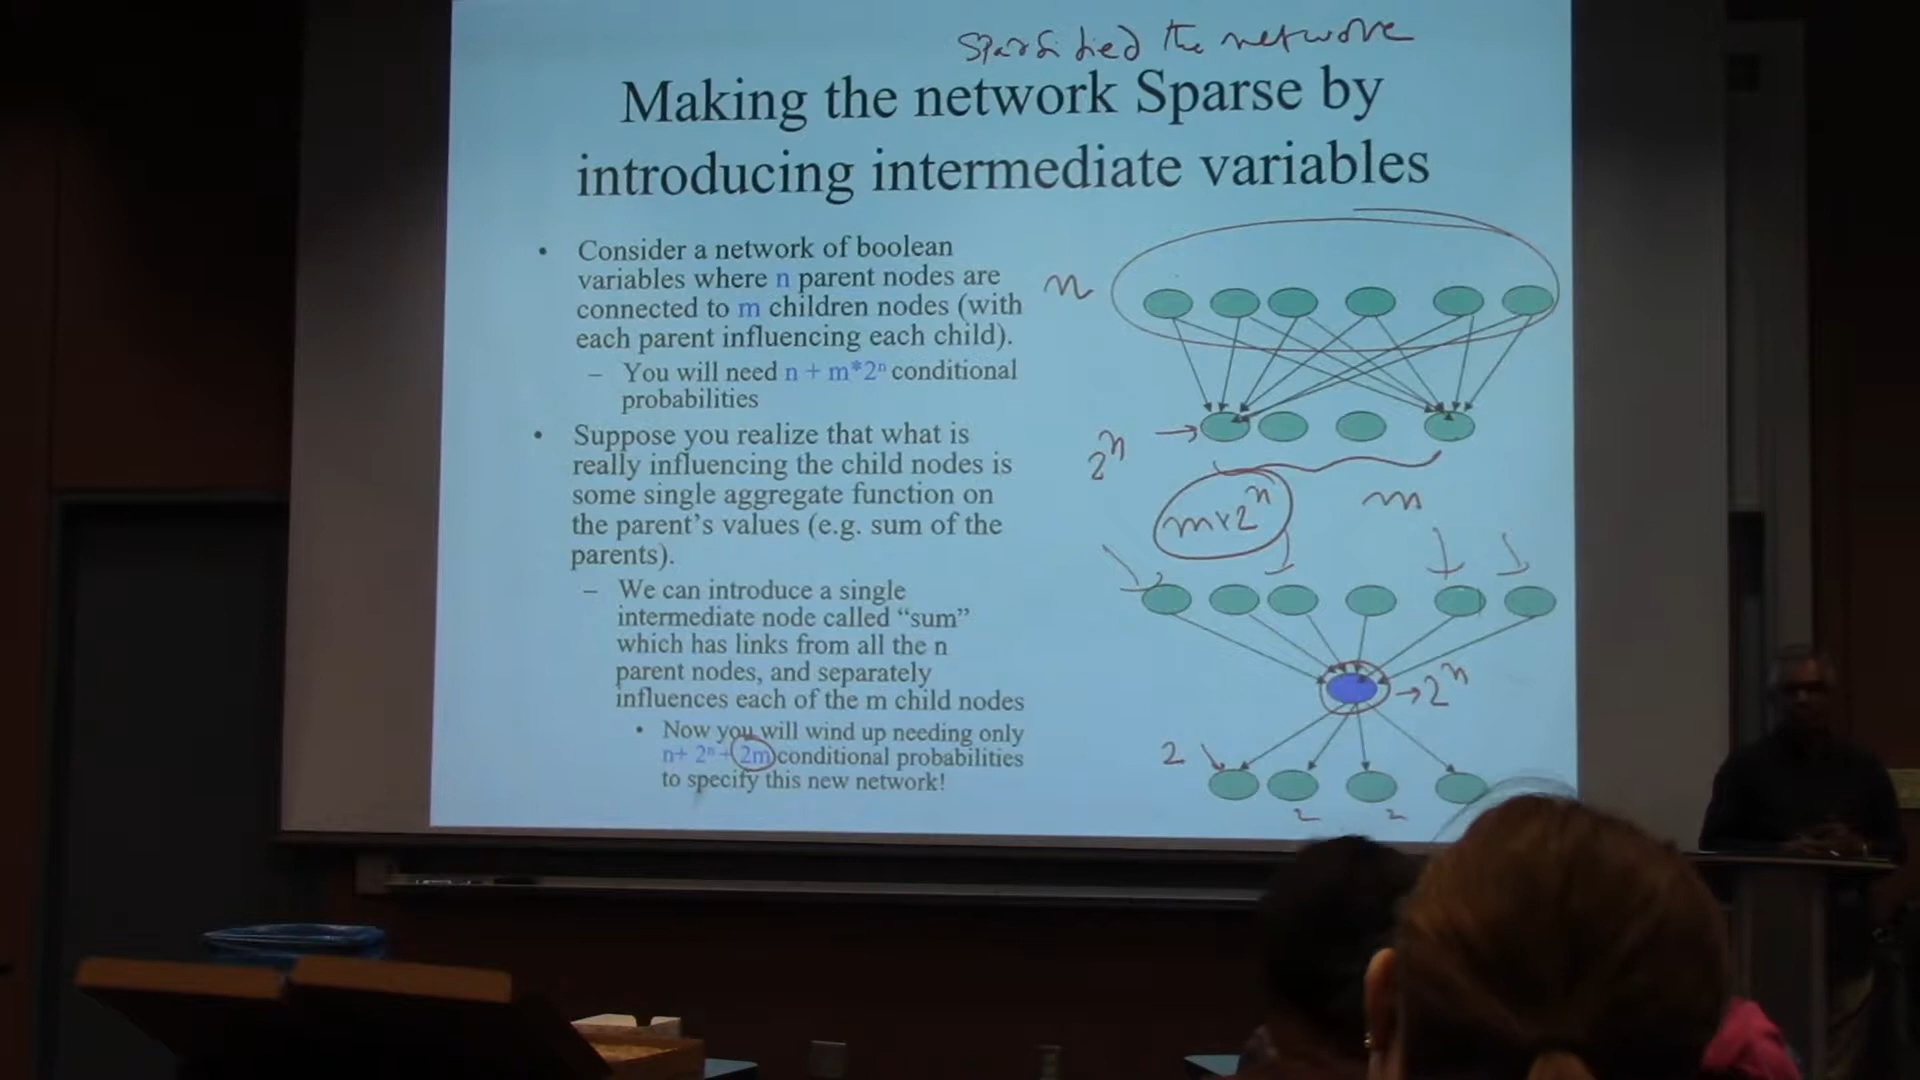 Sparsified the network
Making the network Sparse by
introducing intermediate variables
• Consider a network of boolean
variables where n parent nodes are
connected to m children nodes (with
each parent influencing each child).
– You will need n + m*2ⁿ conditional
probabilities
• Suppose you realize that what is
really influencing the child nodes is
some single aggregate function on
the parent's values (e.g. sum of the
parents).
– We can introduce a single
intermediate node called “sum”
which has links from all the n
parent nodes, and separately
influences each of the m child nodes
• Now you will wind up needing only
n+ 2ⁿ + 2m conditional probabilities
to specify this new network!
n
2ⁿ
m×2ⁿ
m
2ⁿ
2
2
2